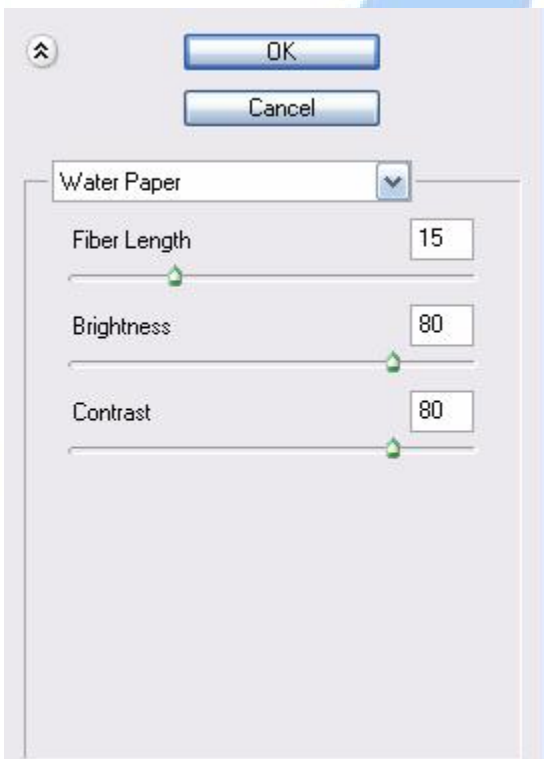 OK
Cancel
Water Paper
Fiber Length 15
Brightness 80
Contrast 80